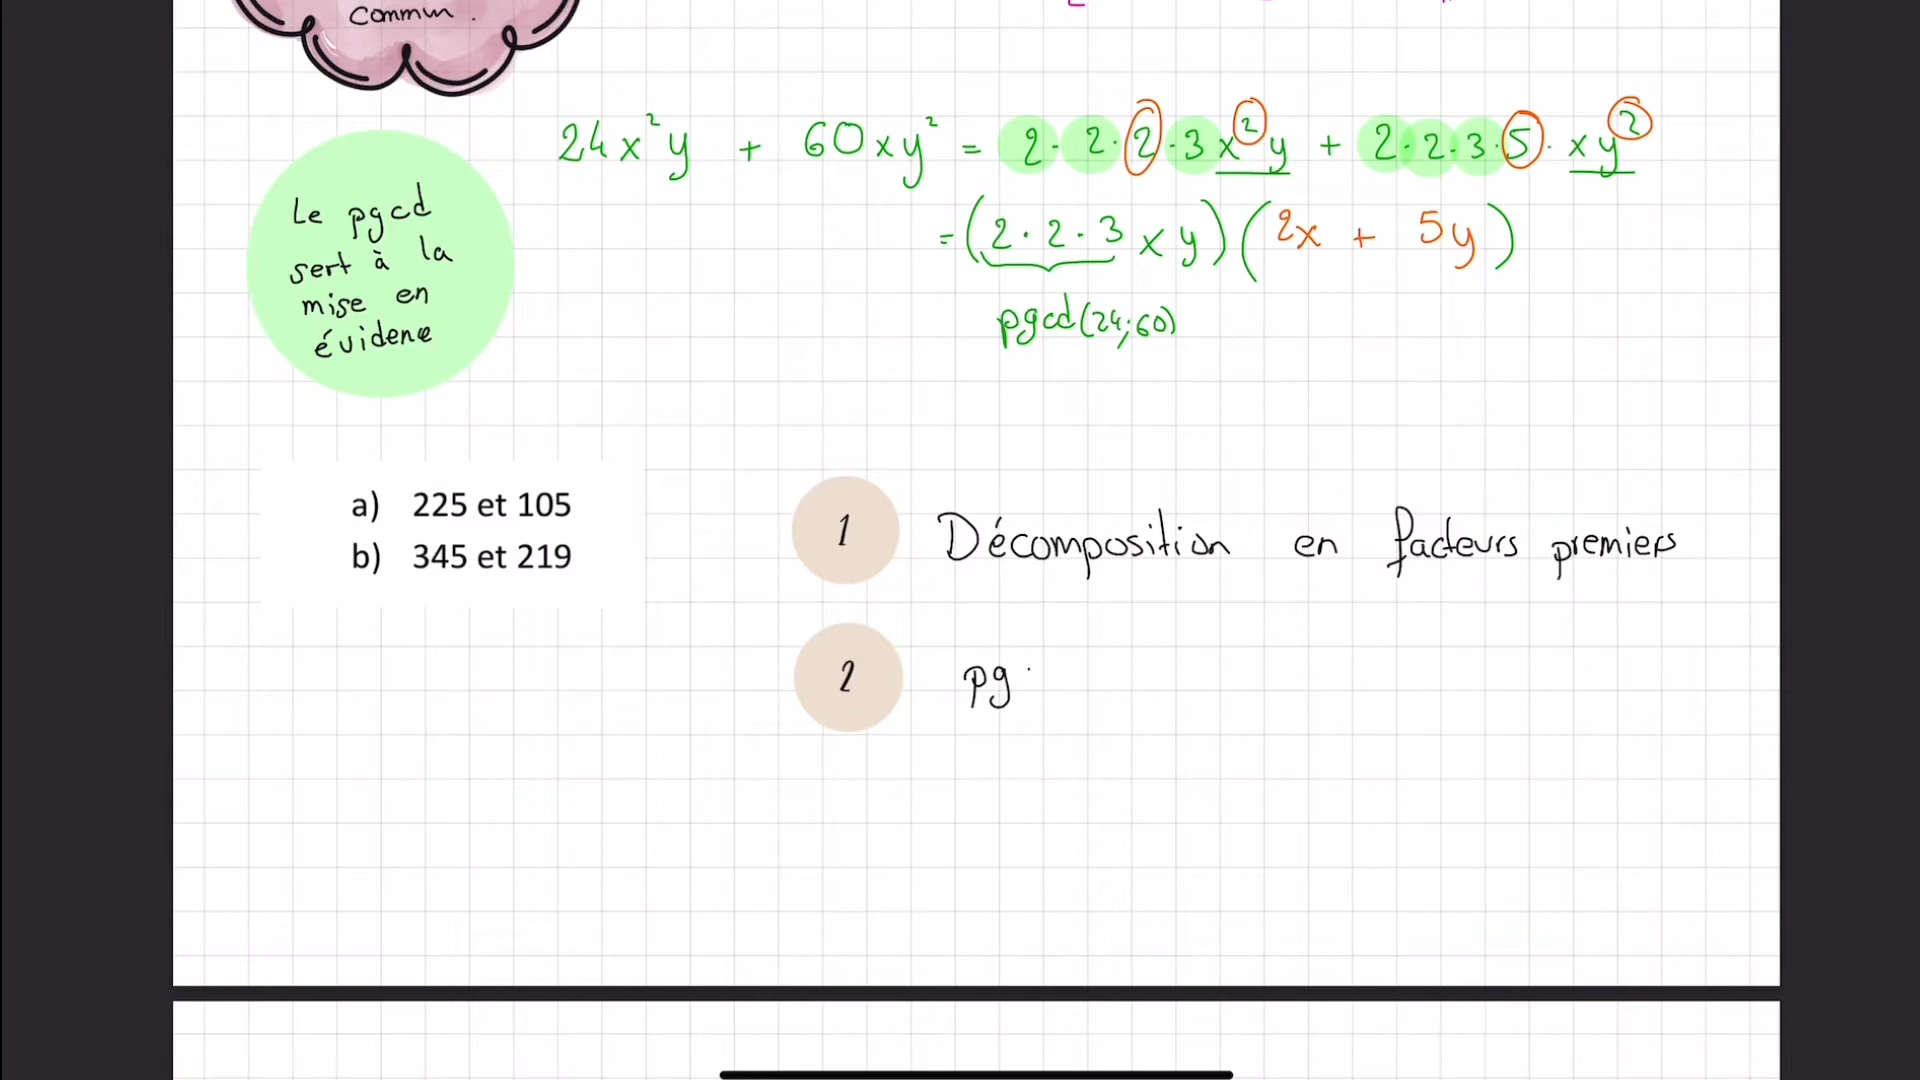 commun.
24x²y + 60xy² = 2·2·2·3x²y + 2·2·3·5·xy²
= (2·2·3xy)(2x + 5y)
pgcd(24;60)
Le pgcd
sert à la
mise en
évidene
a) 225 et 105
b) 345 et 219
1 Décomposition en facteurs premiers
2 pg